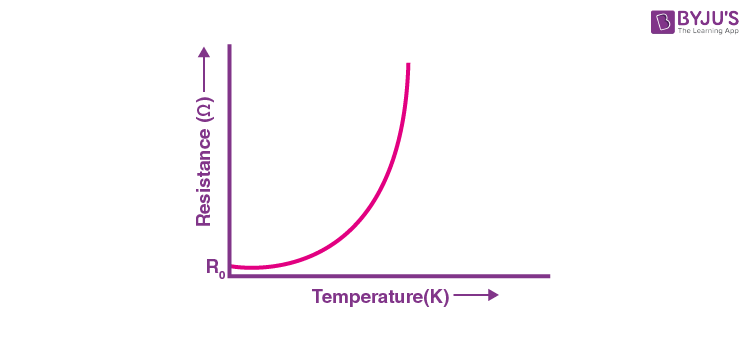 BYJU'S
The Learning App
Resistance (Ω)
R₀
Temperature(K)